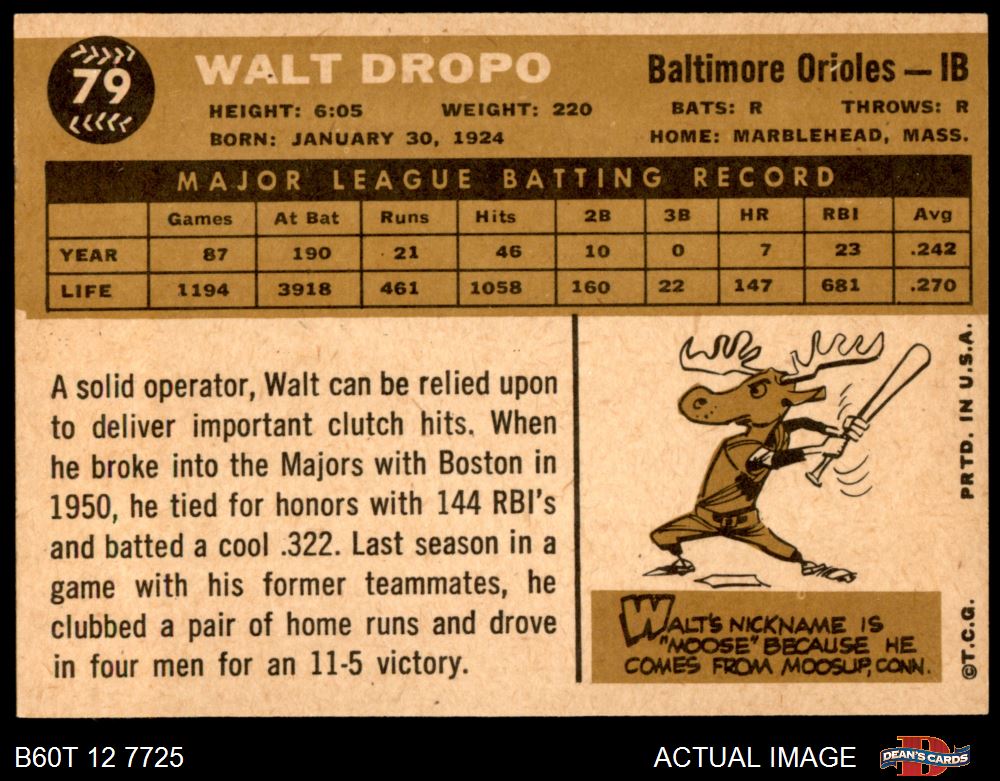 79
WALT DROPO
Baltimore Orioles — IB
HEIGHT: 6:05 WEIGHT: 220 BATS: R THROWS: R
BORN: JANUARY 30, 1924 HOME: MARBLEHEAD, MASS.
MAJOR LEAGUE BATTING RECORD
Games At Bat Runs Hits 2B 3B HR RBI Avg
YEAR 87 190 21 46 10 0 7 23 .242
LIFE 1194 3918 461 1058 160 22 147 681 .270
A solid operator, Walt can be relied upon
to deliver important clutch hits. When
he broke into the Majors with Boston in
1950, he tied for honors with 144 RBI's
and batted a cool .322. Last season in a
game with his former teammates, he
clubbed a pair of home runs and drove
in four men for an 11-5 victory.
WALT'S NICKNAME IS
"MOOSE" BECAUSE HE
COMES FROM MOOSUP, CONN.
PRTD. IN U.S.A.
©T.C.G.
B60T 12 7725
ACTUAL IMAGE
D
DEAN'S CARDS